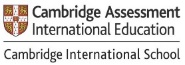 Cambridge Assessment
International Education
Cambridge International School